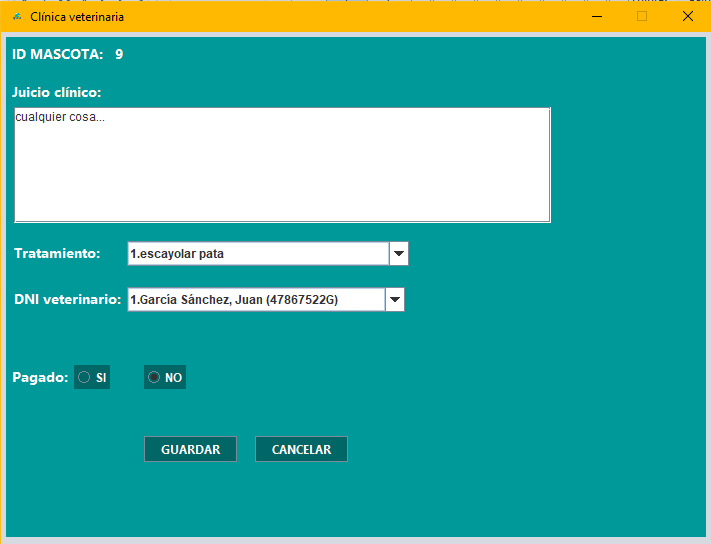 Clínica veterinaria
ID MASCOTA: 9
Juicio clínico:
cualquier cosa...
Tratamiento: 1.escayolar pata
DNI veterinario: 1.García Sánchez, Juan (47867522G)
Pagado: SI NO
GUARDAR CANCELAR